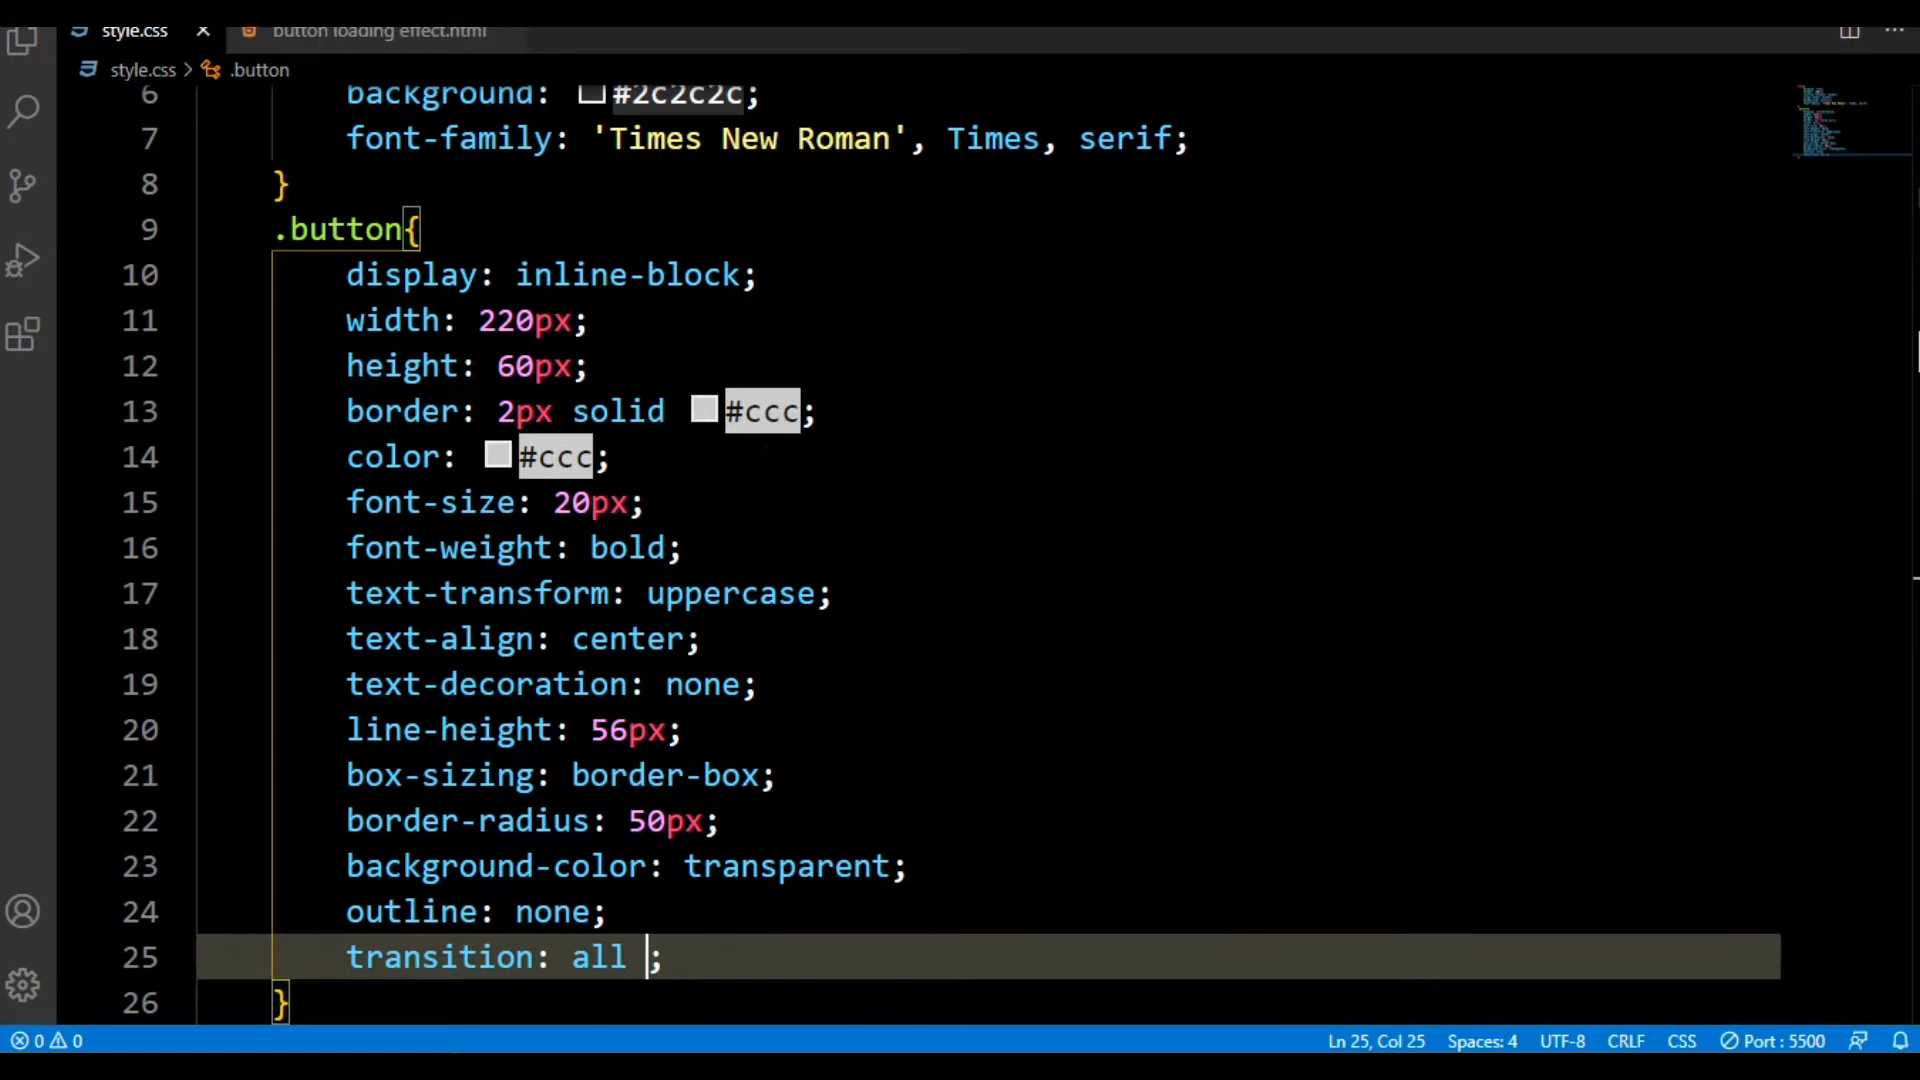 style.css
button loading effect.html
style.css > .button
6 background: #2c2c2c;
7 font-family: 'Times New Roman', Times, serif;
8 }
9 .button{
10 display: inline-block;
11 width: 220px;
12 height: 60px;
13 border: 2px solid #ccc;
14 color: #ccc;
15 font-size: 20px;
16 font-weight: bold;
17 text-transform: uppercase;
18 text-align: center;
19 text-decoration: none;
20 line-height: 56px;
21 box-sizing: border-box;
22 border-radius: 50px;
23 background-color: transparent;
24 outline: none;
25 transition: all ;
26 }
0 0 Ln 25, Col 25 Spaces: 4 UTF-8 CRLF CSS Port : 5500